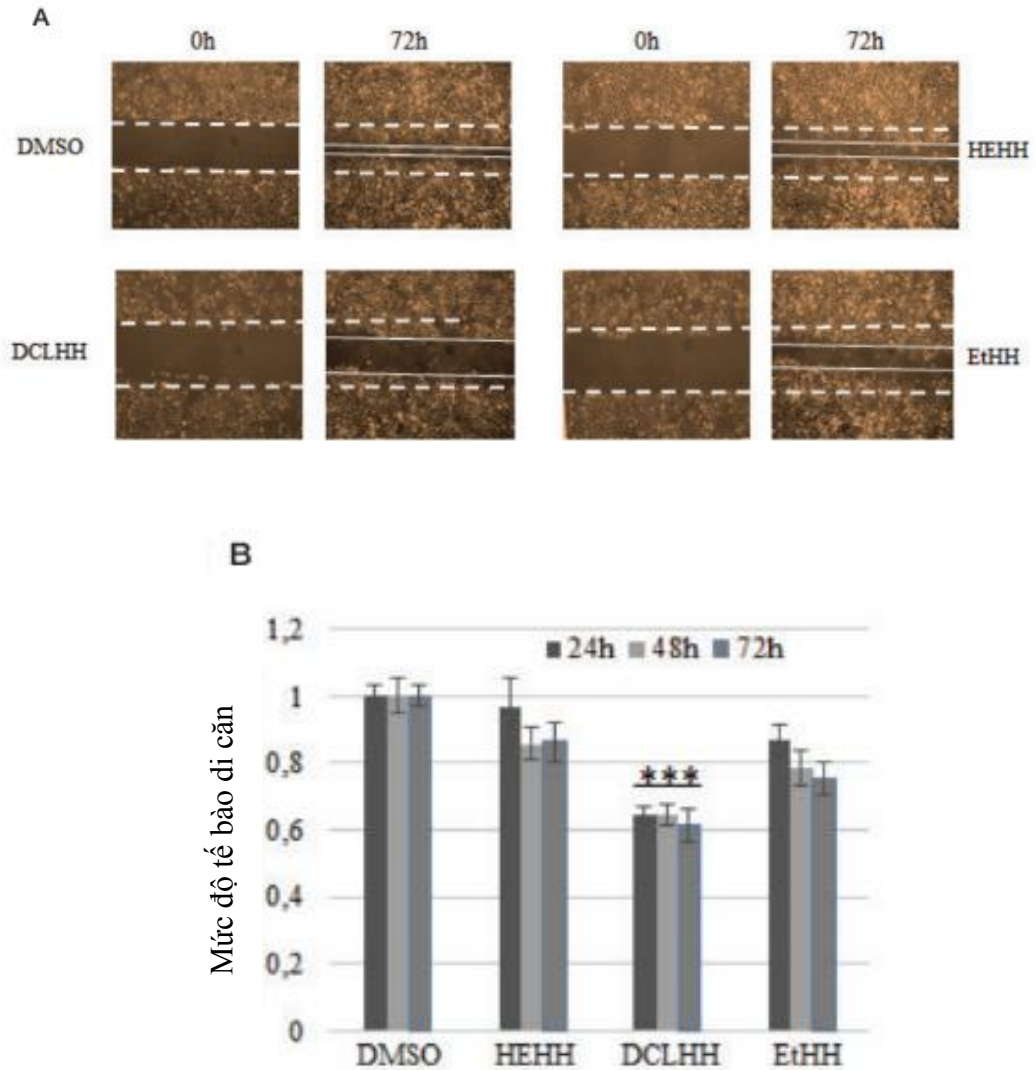 A
0h 72h 0h 72h
DMSO HEHH
DCLHH EtHH
B
1,2
24h 48h 72h
1
0,8
***
0,6
0,4
0,2
0
Mức độ tế bào di căn
DMSO HEHH DCLHH EtHH